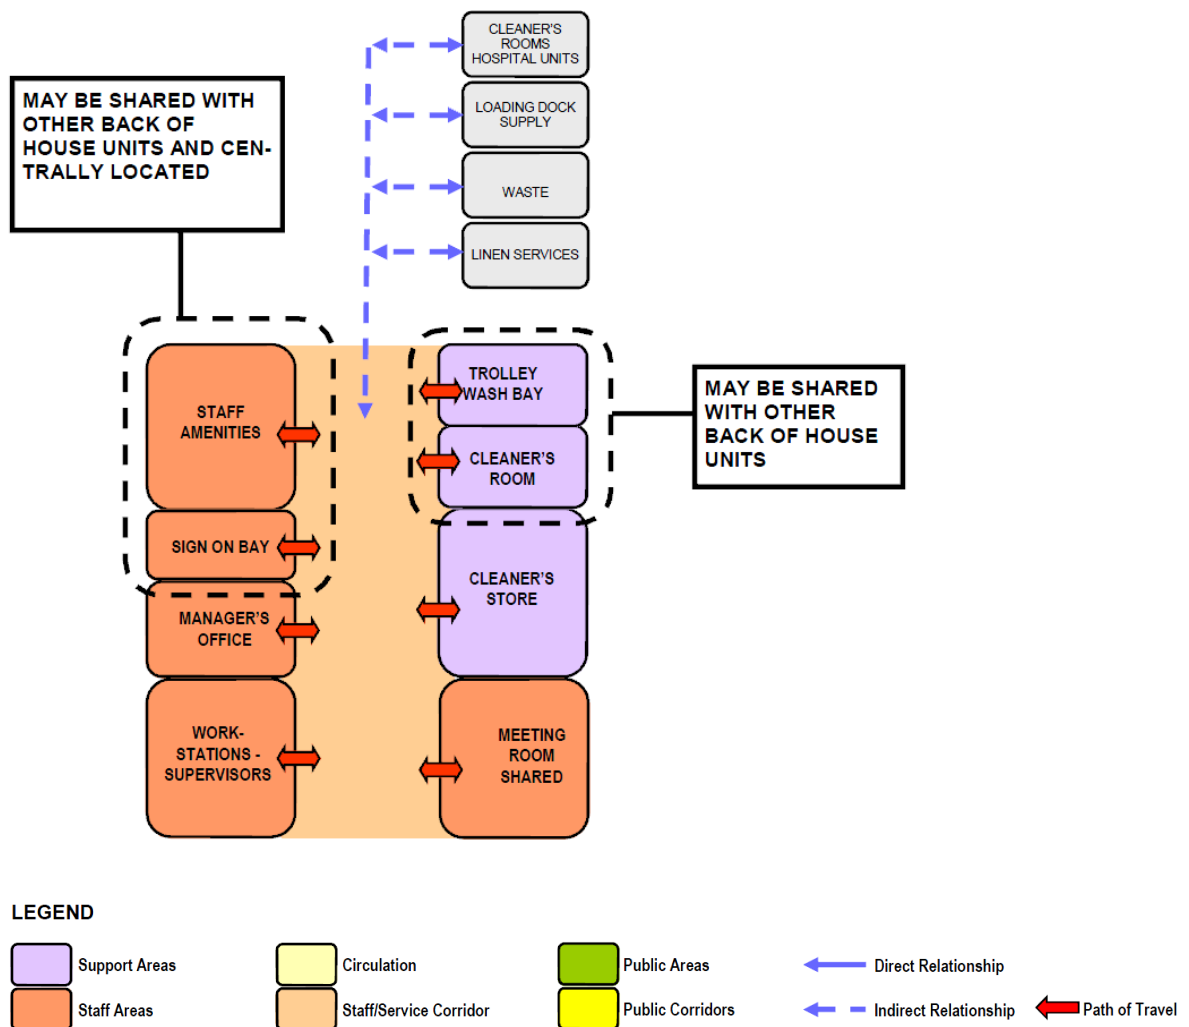 CLEANER'S
ROOMS
HOSPITAL UNITS
MAY BE SHARED WITH
OTHER BACK OF
HOUSE UNITS AND CEN-
TRALLY LOCATED
LOADING DOCK
SUPPLY
WASTE
LINEN SERVICES
STAFF
AMENITIES
SIGN ON BAY
MANAGER'S
OFFICE
WORK-
STATIONS -
SUPERVISORS
TROLLEY
WASH BAY
CLEANER'S
ROOM
CLEANER'S
STORE
MEETING
ROOM
SHARED
MAY BE SHARED
WITH OTHER
BACK OF HOUSE
UNITS
LEGEND
Support Areas
Circulation
Public Areas
Direct Relationship
Staff Areas
Staff/Service Corridor
Public Corridors
Indirect Relationship
Path of Travel